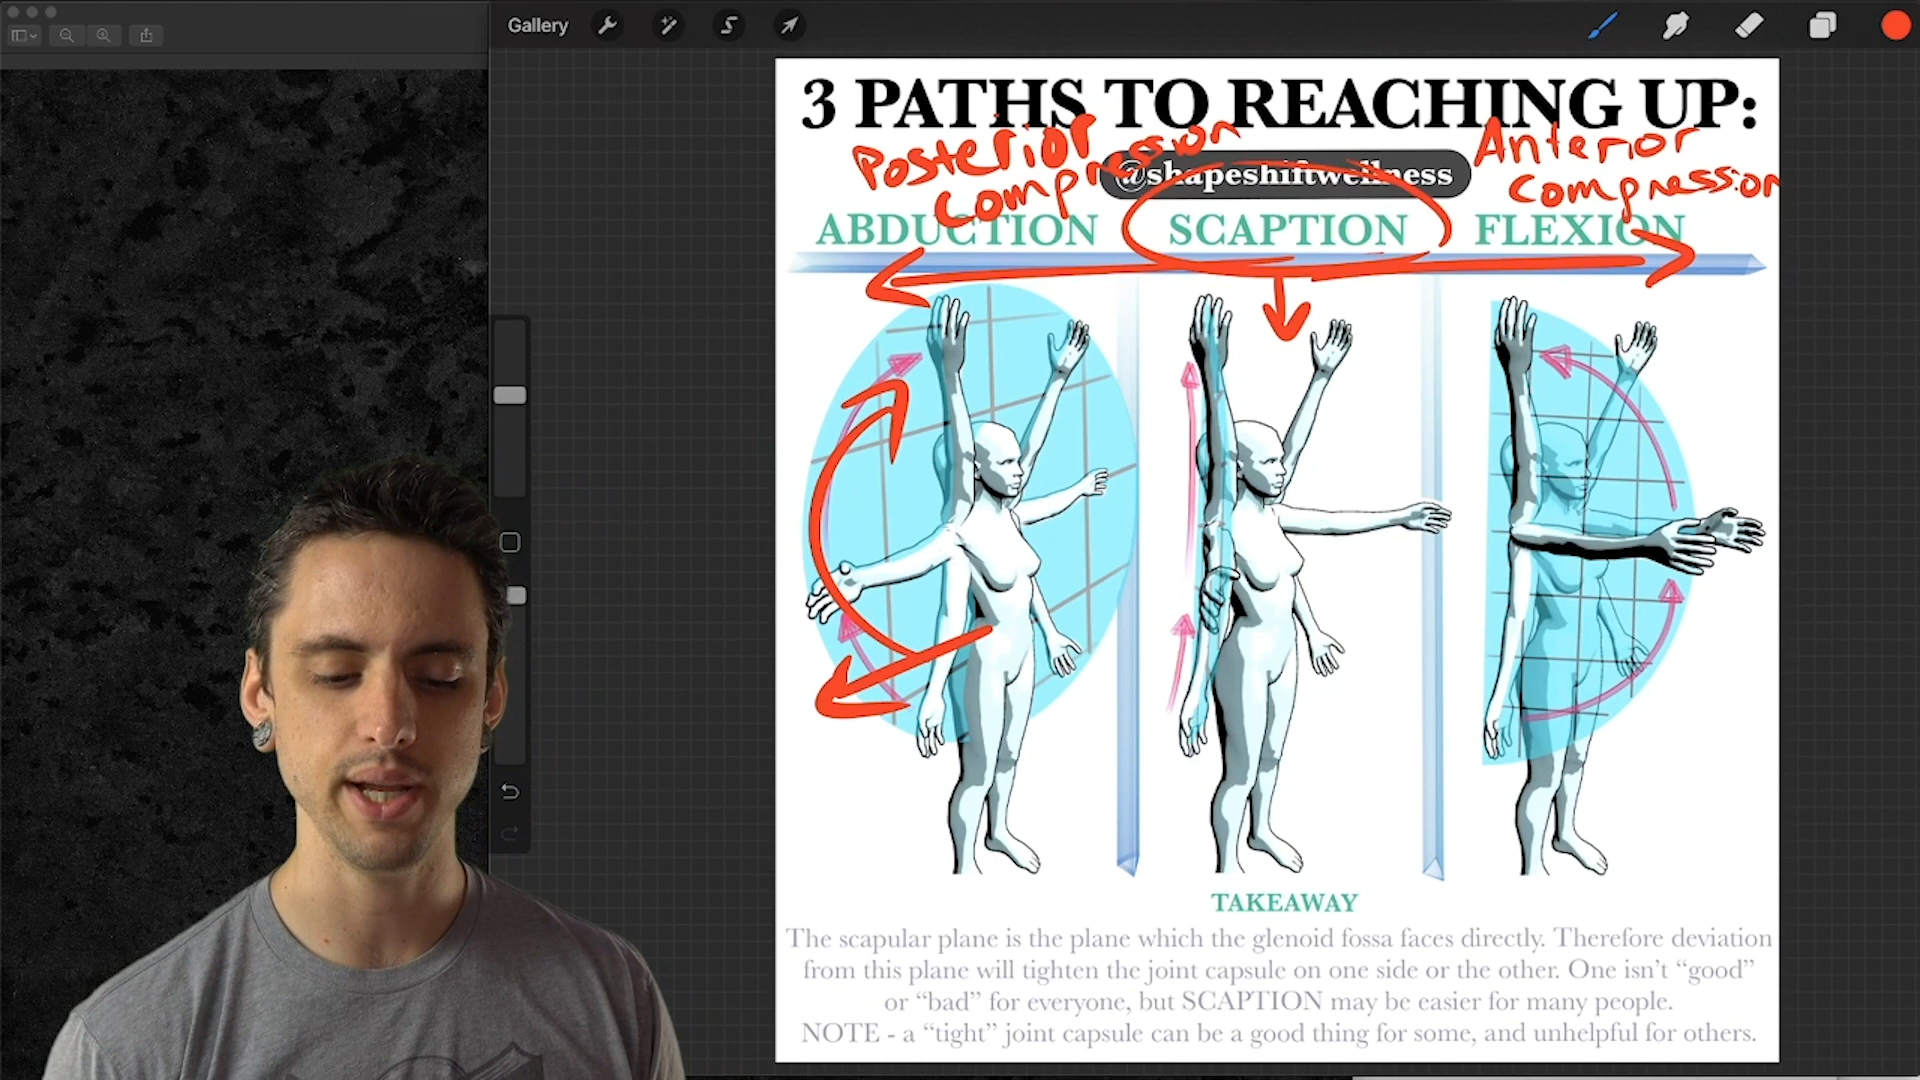 Gallery
3 PATHS TO REACHING UP:
Posterior
compression
Anterior
compression
@shapeshiftwellness
ABDUCTION
SCAPTION
FLEXION
TAKEAWAY
The scapular plane is the plane which the glenoid fossa faces directly. Therefore deviation
from this plane will tighten the joint capsule on one side or the other. One isn't “good”
or “bad” for everyone, but SCAPTION may be easier for many people.
NOTE - a “tight” joint capsule can be a good thing for some, and unhelpful for others.